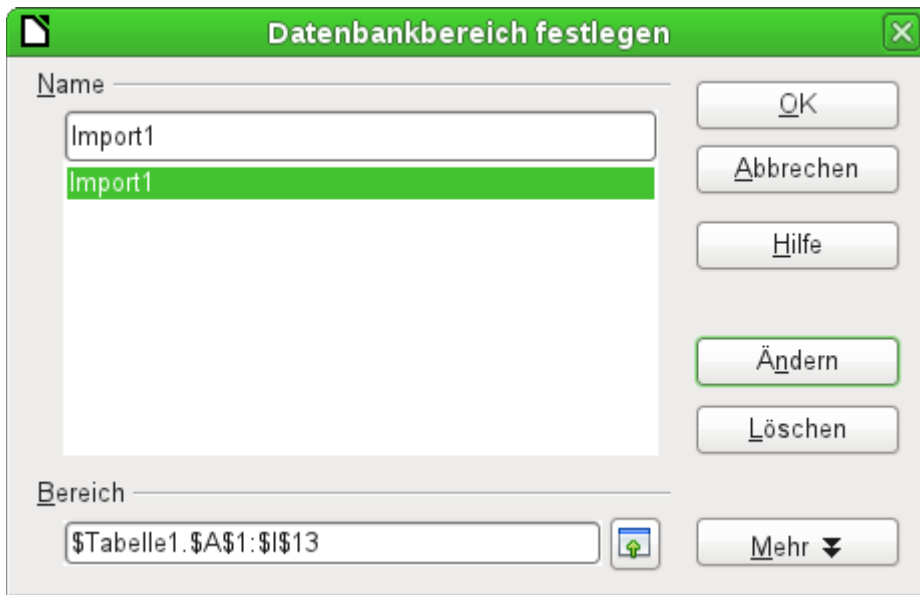 Datenbankbereich festlegen
Name
Import1
Import1
OK
Abbrechen
Hilfe
Ändern
Löschen
Bereich
$Tabelle1.$A$1:$I$13
Mehr